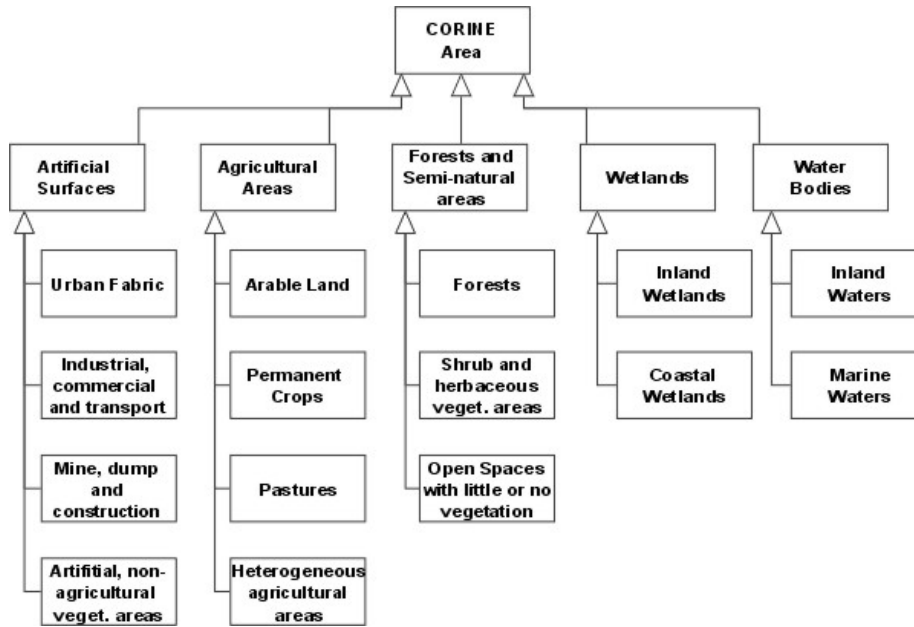 CORINE
Area
Artificial
Surfaces
Agricultural
Areas
Forests and
Semi-natural
areas
Wetlands
Water
Bodies
Urban Fabric
Industrial,
commercial
and transport
Mine, dump
and
construction
Artifitial, non-
agricultural
veget. areas
Arable Land
Permanent
Crops
Pastures
Heterogeneous
agricultural
areas
Forests
Shrub and
herbaceous
veget. areas
Open Spaces
with little or no
vegetation
Inland
Wetlands
Coastal
Wetlands
Inland
Waters
Marine
Waters